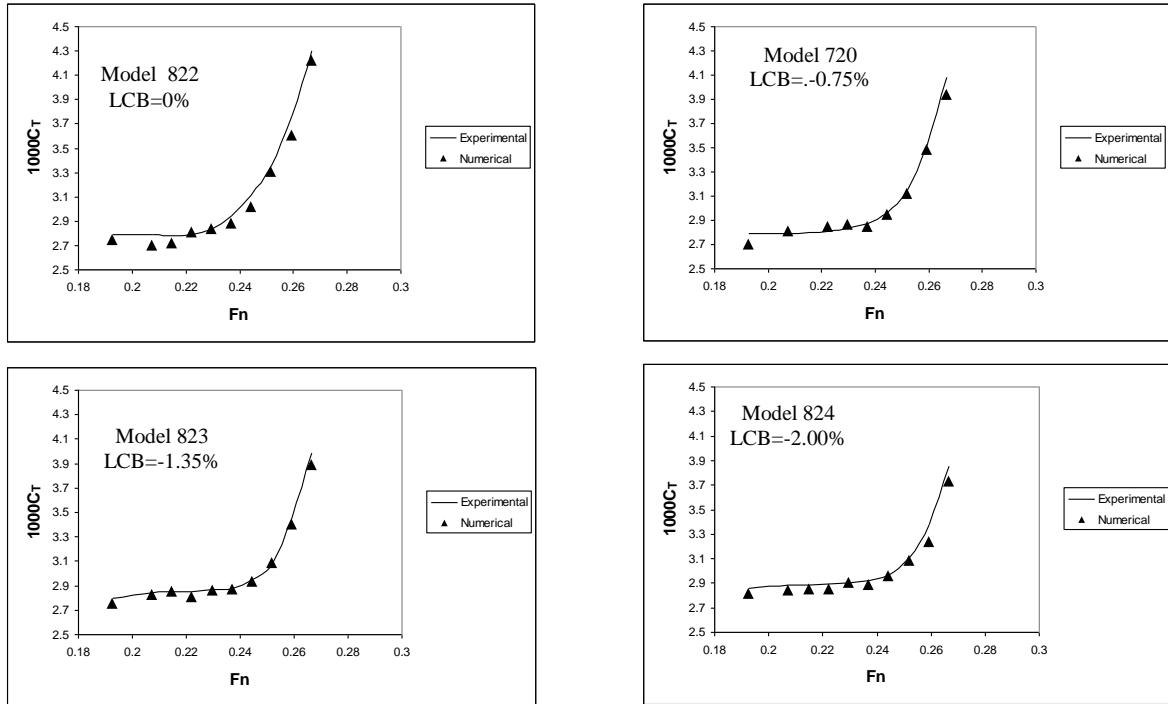 4.5
4.3
4.1
3.9
3.7
3.5
3.3
3.1
2.9
2.7
2.5
1000CT
Model 822
LCB=0%
Experimental
Numerical
0.18 0.2 0.22 0.24 0.26 0.28 0.3
Fn
4.5
4.3
4.1
3.9
3.7
3.5
3.3
3.1
2.9
2.7
2.5
1000CT
Model 720
LCB=.-0.75%
Experimental
Numerical
0.18 0.2 0.22 0.24 0.26 0.28 0.3
Fn
4.5
4.3
4.1
3.9
3.7
3.5
3.3
3.1
2.9
2.7
2.5
1000CT
Model 823
LCB=-1.35%
Experimental
Numerical
0.18 0.2 0.22 0.24 0.26 0.28 0.3
Fn
4.5
4.3
4.1
3.9
3.7
3.5
3.3
3.1
2.9
2.7
2.5
1000CT
Model 824
LCB=-2.00%
Experimental
Numerical
0.18 0.2 0.22 0.24 0.26 0.28 0.3
Fn